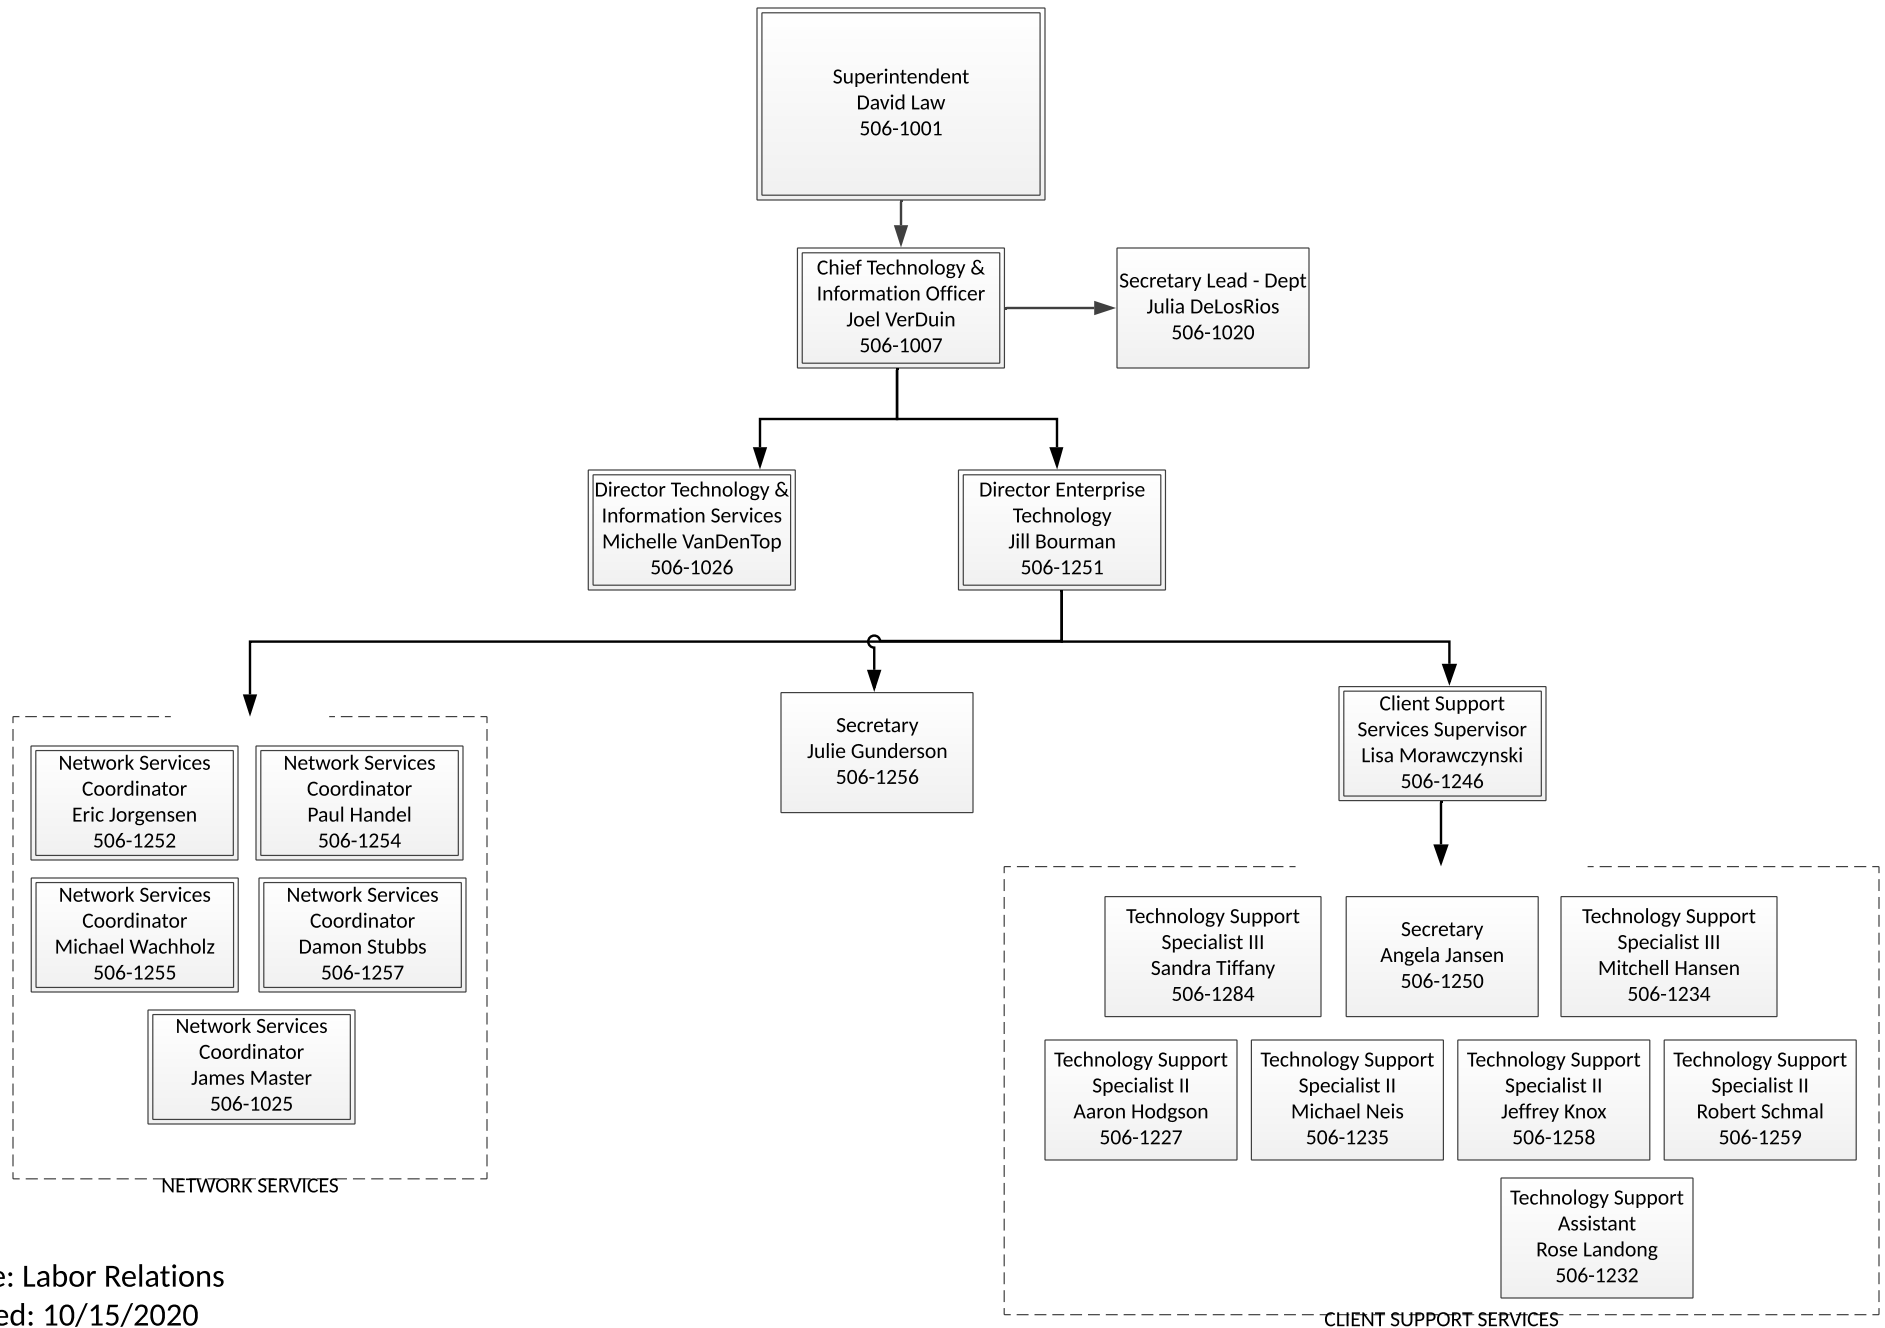 Superintendent
David Law
506-1001
Chief Technology &
Information Officer
Joel VerDuin
506-1007
Secretary Lead - Dept
Julia DeLosRios
506-1020
Director Technology &
Information Services
Michelle VanDenTop
506-1026
Director Enterprise
Technology
Jill Bourman
506-1251
Secretary
Julie Gunderson
506-1256
Client Support
Services Supervisor
Lisa Morawczynski
506-1246
Network Services
Coordinator
Eric Jorgensen
506-1252
Network Services
Coordinator
Paul Handel
506-1254
Network Services
Coordinator
Michael Wachholz
506-1255
Network Services
Coordinator
Damon Stubbs
506-1257
Network Services
Coordinator
James Master
506-1025
NETWORK SERVICES
Technology Support
Specialist III
Sandra Tiffany
506-1284
Secretary
Angela Jansen
506-1250
Technology Support
Specialist III
Mitchell Hansen
506-1234
Technology Support
Specialist II
Aaron Hodgson
506-1227
Technology Support
Specialist II
Michael Neis
506-1235
Technology Support
Specialist II
Jeffrey Knox
506-1258
Technology Support
Specialist II
Robert Schmal
506-1259
Technology Support
Assistant
Rose Landong
506-1232
CLIENT SUPPORT SERVICES
e: Labor Relations
ed: 10/15/2020